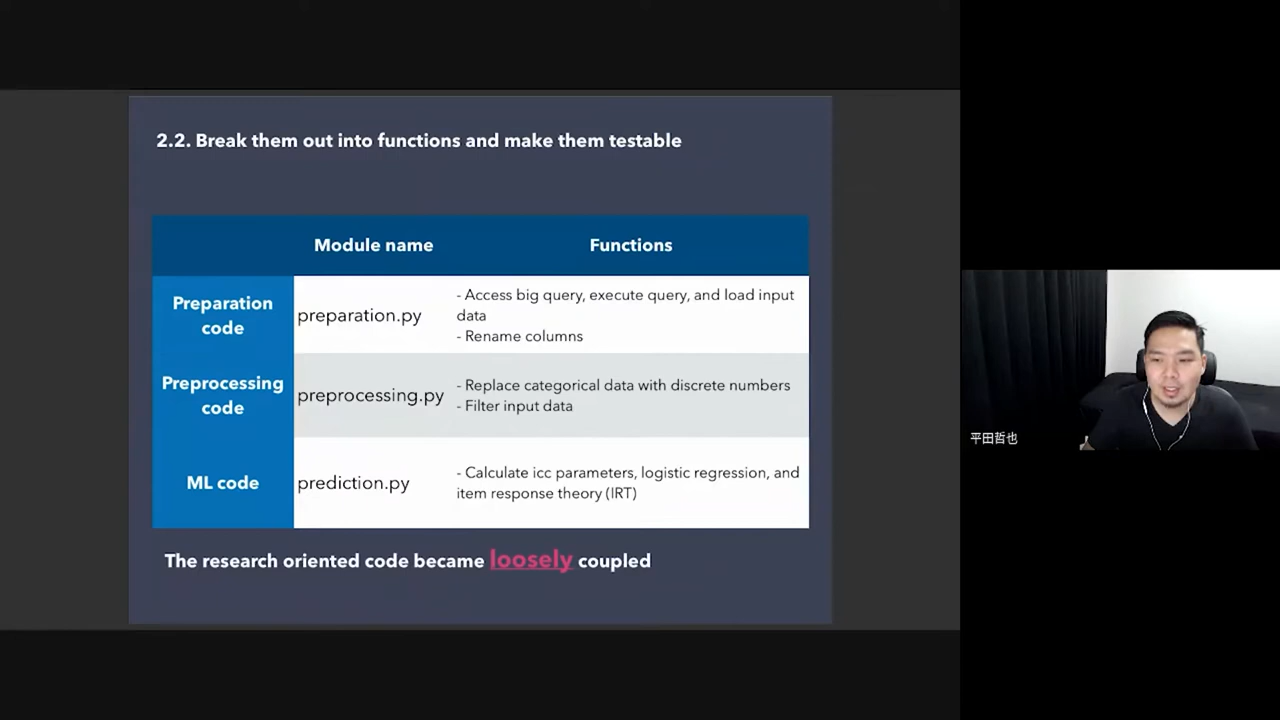 2.2. Break them out into functions and make them testable
Module name
Functions
Preparation
code
preparation.py
- Access big query, execute query, and load input
data
- Rename columns
Preprocessing
code
preprocessing.py
- Replace categorical data with discrete numbers
- Filter input data
ML code
prediction.py
- Calculate icc parameters, logistic regression, and
item response theory (IRT)
The research oriented code became loosely coupled
平田哲也